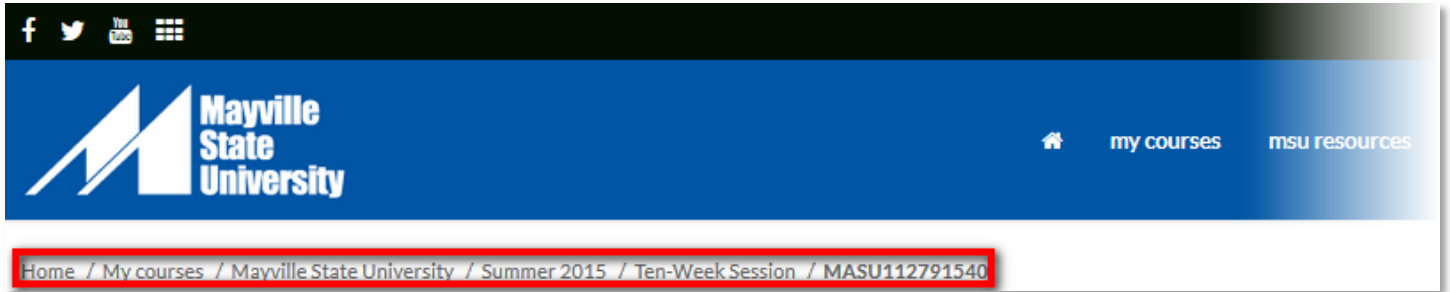 f You Tube
Mayville
State
University
my courses msu resources
Home / My courses / Mayville State University / Summer 2015 / Ten-Week Session / MASU112791540